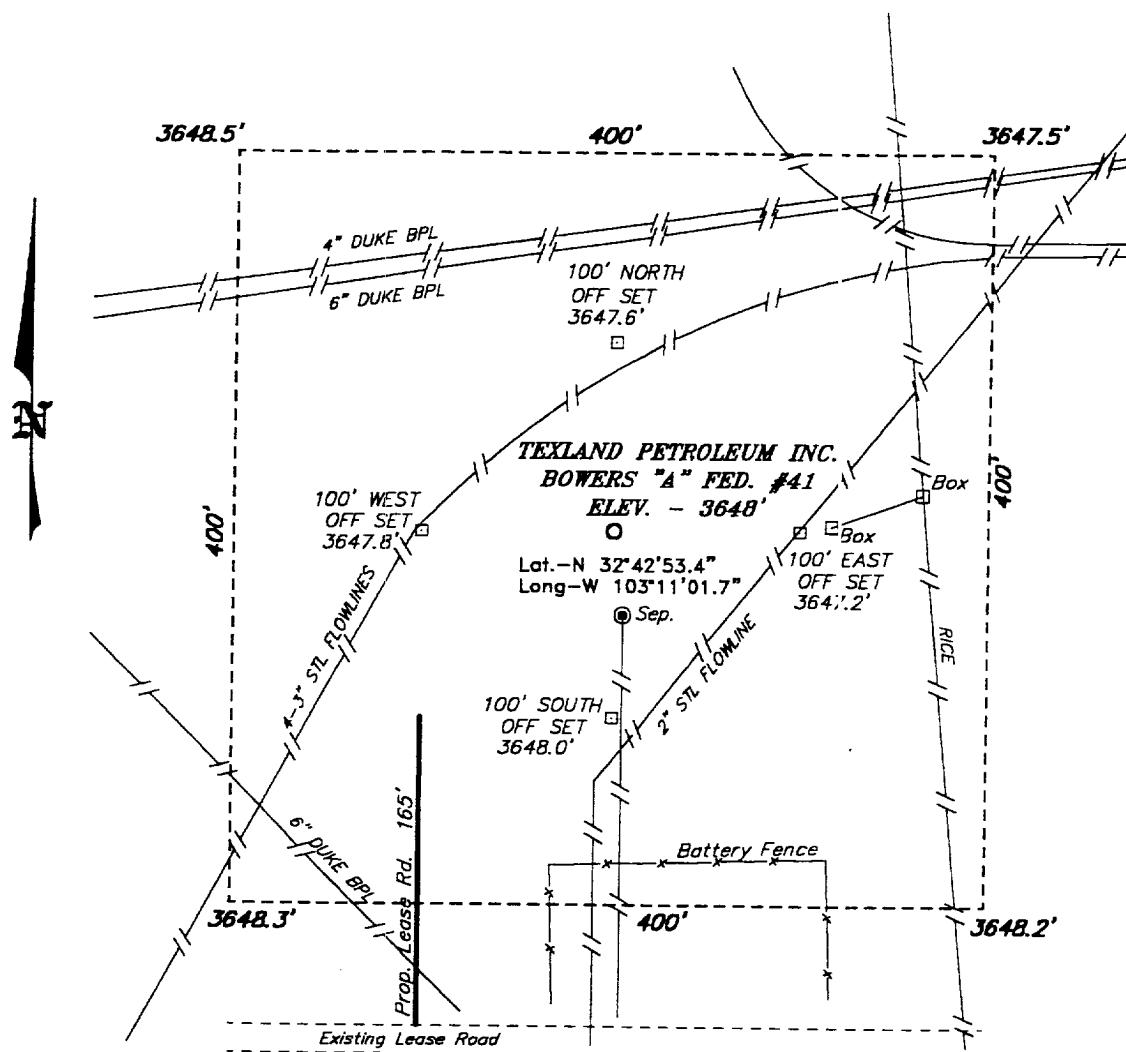 3648.5'
400'
3647.5'
4" DUKE BPL
6" DUKE BPL
100' NORTH
OFF SET
3647.6'
N
TEXLAND PETROLEUM INC.
BOWERS "A" FED. #41
ELEV. - 3648'
100' WEST
OFF SET
3647.8'
400'
Box
Box
400'
Lat.-N 32°42'53.4"
Long-W 103°11'01.7"
100' EAST
OFF SET
3647.2'
Sep.
4-3" STL FLOWLINES
2" STL FLOWLINE
RICE
100' SOUTH
OFF SET
3648.0'
6" DUKE BPL
Prop. Lease Rd. 165'
Battery Fence
3648.3'
400'
3648.2'
Existing Lease Road